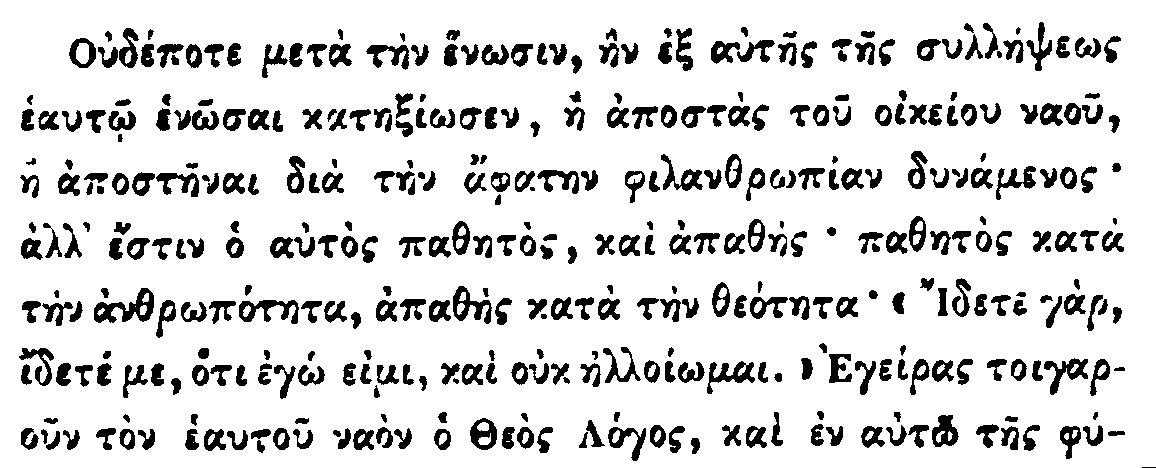 Οὐδέποτε μετὰ τὴν ἕνωσιν, ἣν ἐξ αὐτῆς τῆς συλλήψεως
ἑαυτῷ ἑνῶσαι κατηξίωσεν, ἢ ἀποστὰς τοῦ οἰκείου ναοῦ,
ἢ ἀποστῆναι διὰ τὴν ἄφατην φιλανθρωπίαν δυνάμενος ·
ἀλλ' ἔστιν ὁ αὐτὸς παθητὸς, καὶ ἀπαθής · παθητὸς κατὰ
τὴν ἀνθρωπότητα, ἀπαθὴς κατὰ τὴν θεότητα · « Ἴδετε γὰρ,
ἴδετέ με, ὅτι ἐγώ εἰμι, καὶ οὐκ ἠλλοίωμαι. » Ἐγείρας τοιγαρ-
οῦν τὸν ἑαυτοῦ ναὸν ὁ Θεὸς Λόγος, καὶ ἐν αὐτῷ τῆς φύ-